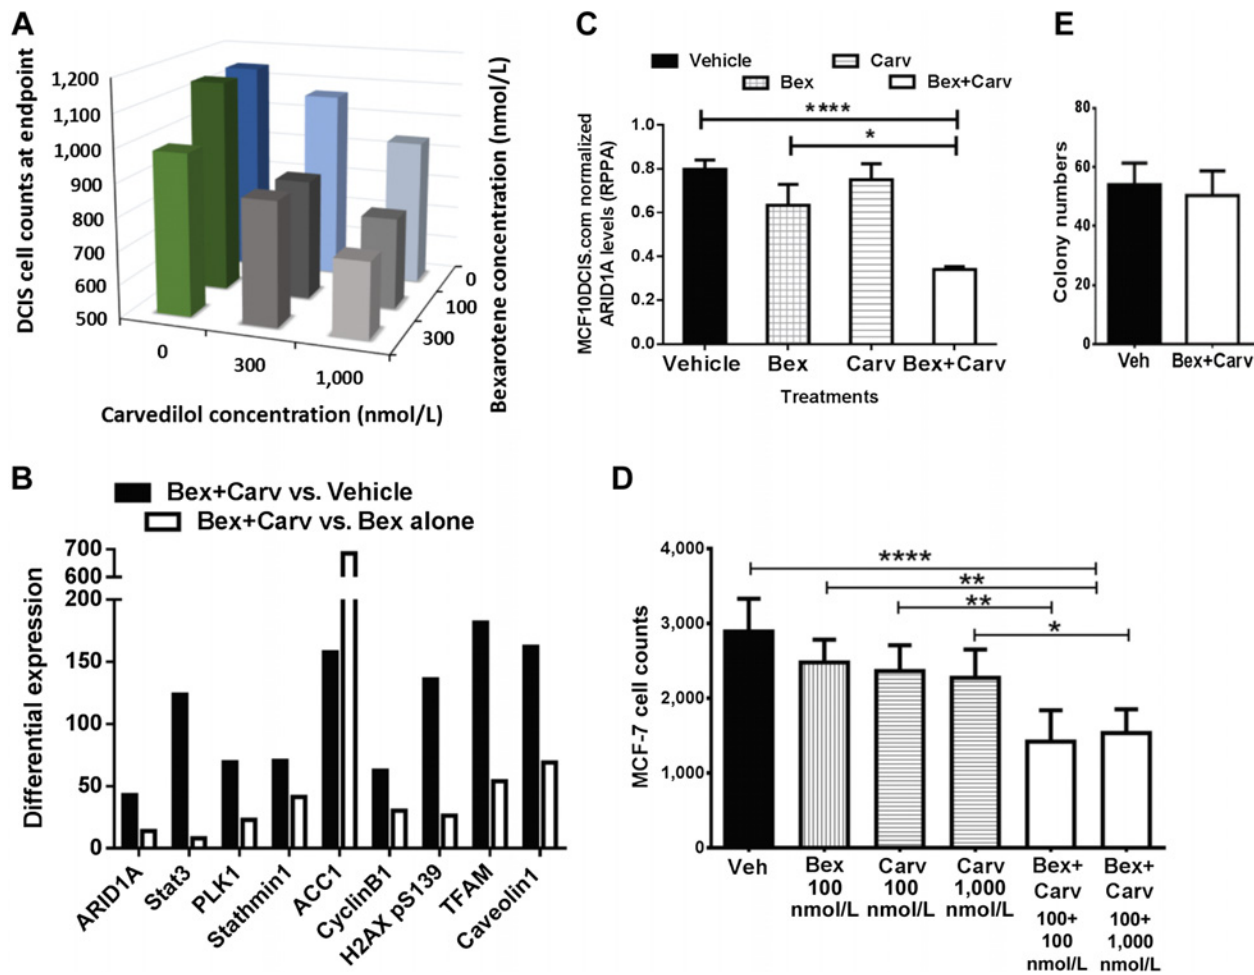 A
DCIS cell counts at endpoint
1,200
1,100
1,000
900
800
700
600
500
0
300
1,000
Carvedilol concentration (nmol/L)
0
100
300
Bexarotene concentration (nmol/L)
C
Vehicle
Carv
Bex
Bex+Carv
MCF10DCIS.com normalized
ARID1A levels (RPPA)
1.0
0.8
0.6
0.4
0.2
0.0
****
*
Vehicle Bex Carv Bex+Carv
Treatments
E
Colony numbers
80
60
40
20
0
Veh Bex+Carv
B
Bex+Carv vs. Vehicle
Bex+Carv vs. Bex alone
Differential expression
700
600
200
150
100
50
0
ARID1A
Stat3
PLK1
Stathmin1
ACC1
CyclinB1
H2AX pS139
TFAM
Caveolin1
D
MCF-7 cell counts
4,000
3,000
2,000
1,000
0
****
**
**
*
Veh
Bex
100
nmol/L
Carv
100
nmol/L
Carv
1,000
nmol/L
Bex+
Carv
100+
100
nmol/L
Bex+
Carv
100+
1,000
nmol/L